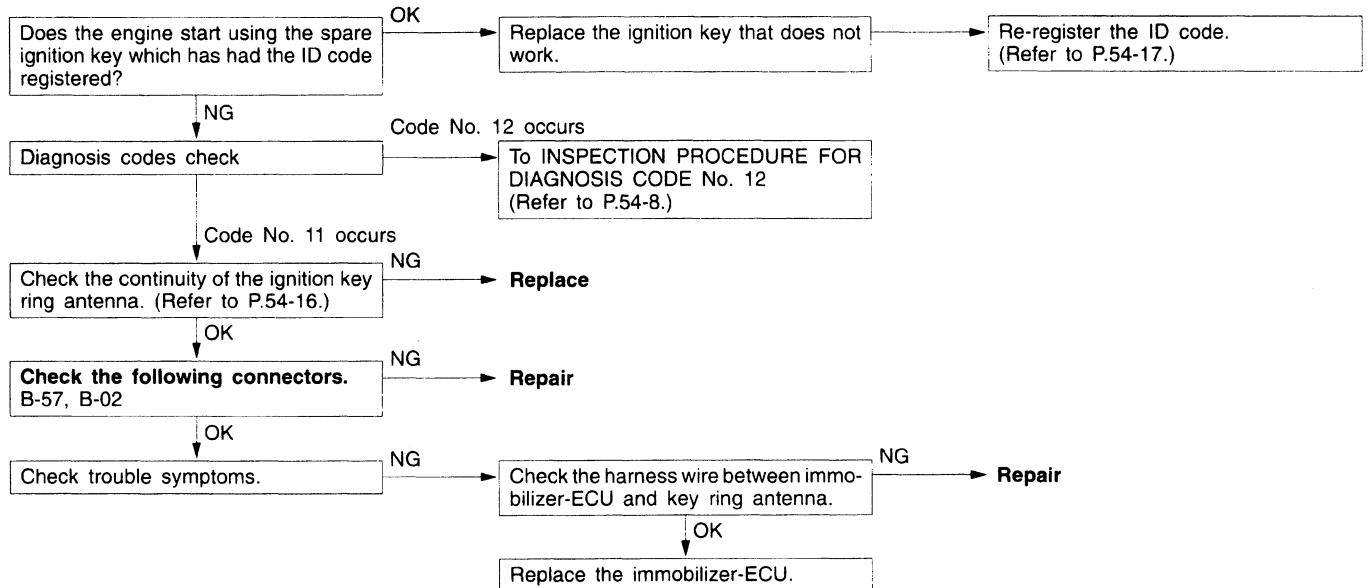 Does the engine start using the spare
ignition key which has had the ID code
registered?
OK
Replace the ignition key that does not
work.
Re-register the ID code.
(Refer to P.54-17.)
NG
Diagnosis codes check
Code No. 12 occurs
To INSPECTION PROCEDURE FOR
DIAGNOSIS CODE No. 12
(Refer to P.54-8.)
Code No. 11 occurs
Check the continuity of the ignition key
ring antenna. (Refer to P.54-16.)
NG
Replace
OK
Check the following connectors.
B-57, B-02
NG
Repair
OK
Check trouble symptoms.
NG
Check the harness wire between immo-
bilizer-ECU and key ring antenna.
NG
Repair
OK
Replace the immobilizer-ECU.